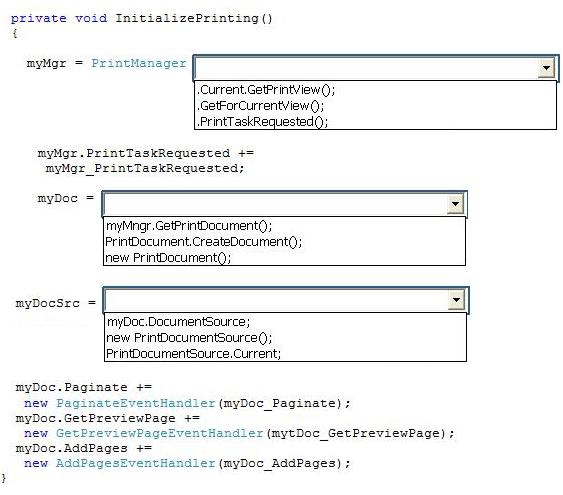 private void InitializePrinting()
{
myMgr = PrintManager
.Current.GetPrintView();
.GetForCurrentView();
.PrintTaskRequested();
myMgr.PrintTaskRequested +=
myMgr_PrintTaskRequested;
myDoc =
myMngr.GetPrintDocument();
PrintDocument.CreateDocument();
new PrintDocument();
myDocSrc =
myDoc.DocumentSource;
new PrintDocumentSource();
PrintDocumentSource.Current;
myDoc.Paginate +=
new PaginateEventHandler(myDoc_Paginate);
myDoc.GetPreviewPage +=
new GetPreviewPageEventHandler(mytDoc_GetPreviewPage);
myDoc.AddPages +=
new AddPagesEventHandler(myDoc_AddPages);
}